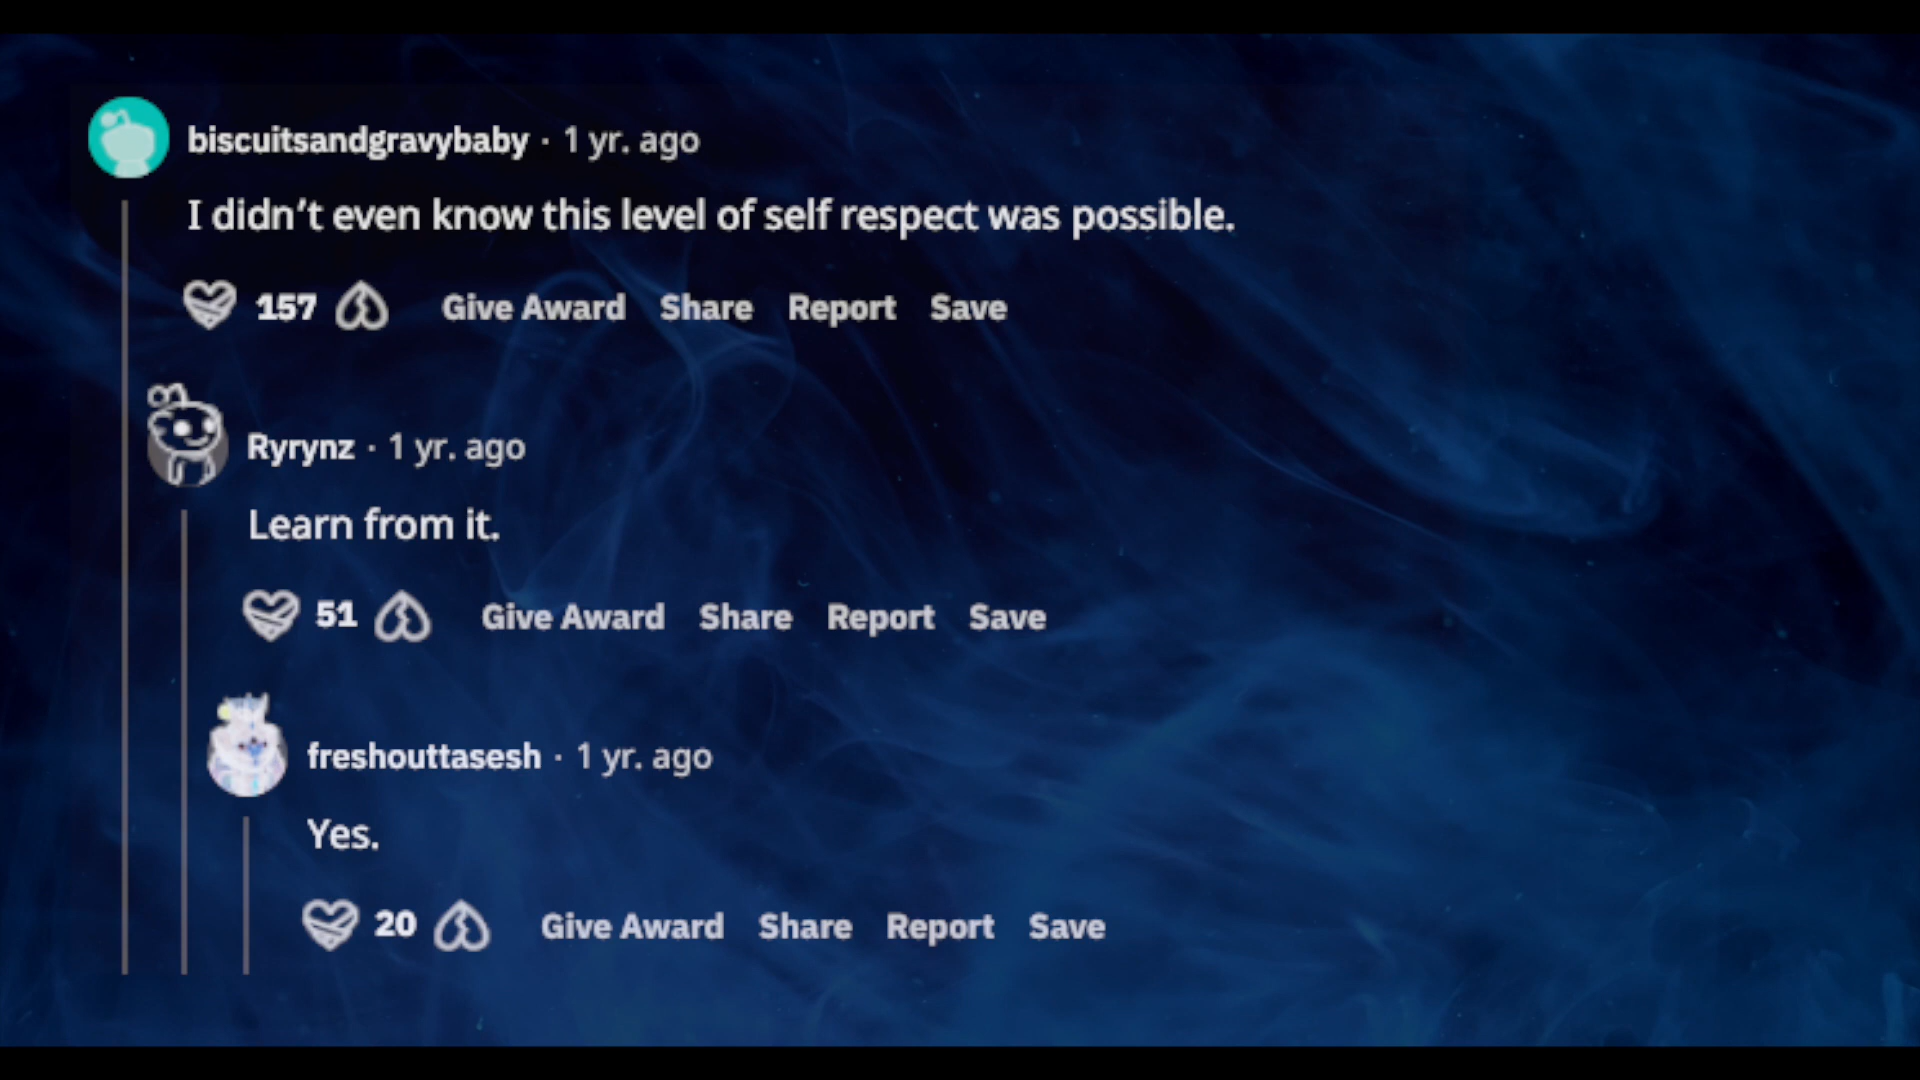 biscuitsandgravybaby · 1 yr. ago
I didn't even know this level of self respect was possible.
157 Give Award Share Report Save
Ryrynz · 1 yr. ago
Learn from it.
51 Give Award Share Report Save
freshouttasesh · 1 yr. ago
Yes.
20 Give Award Share Report Save